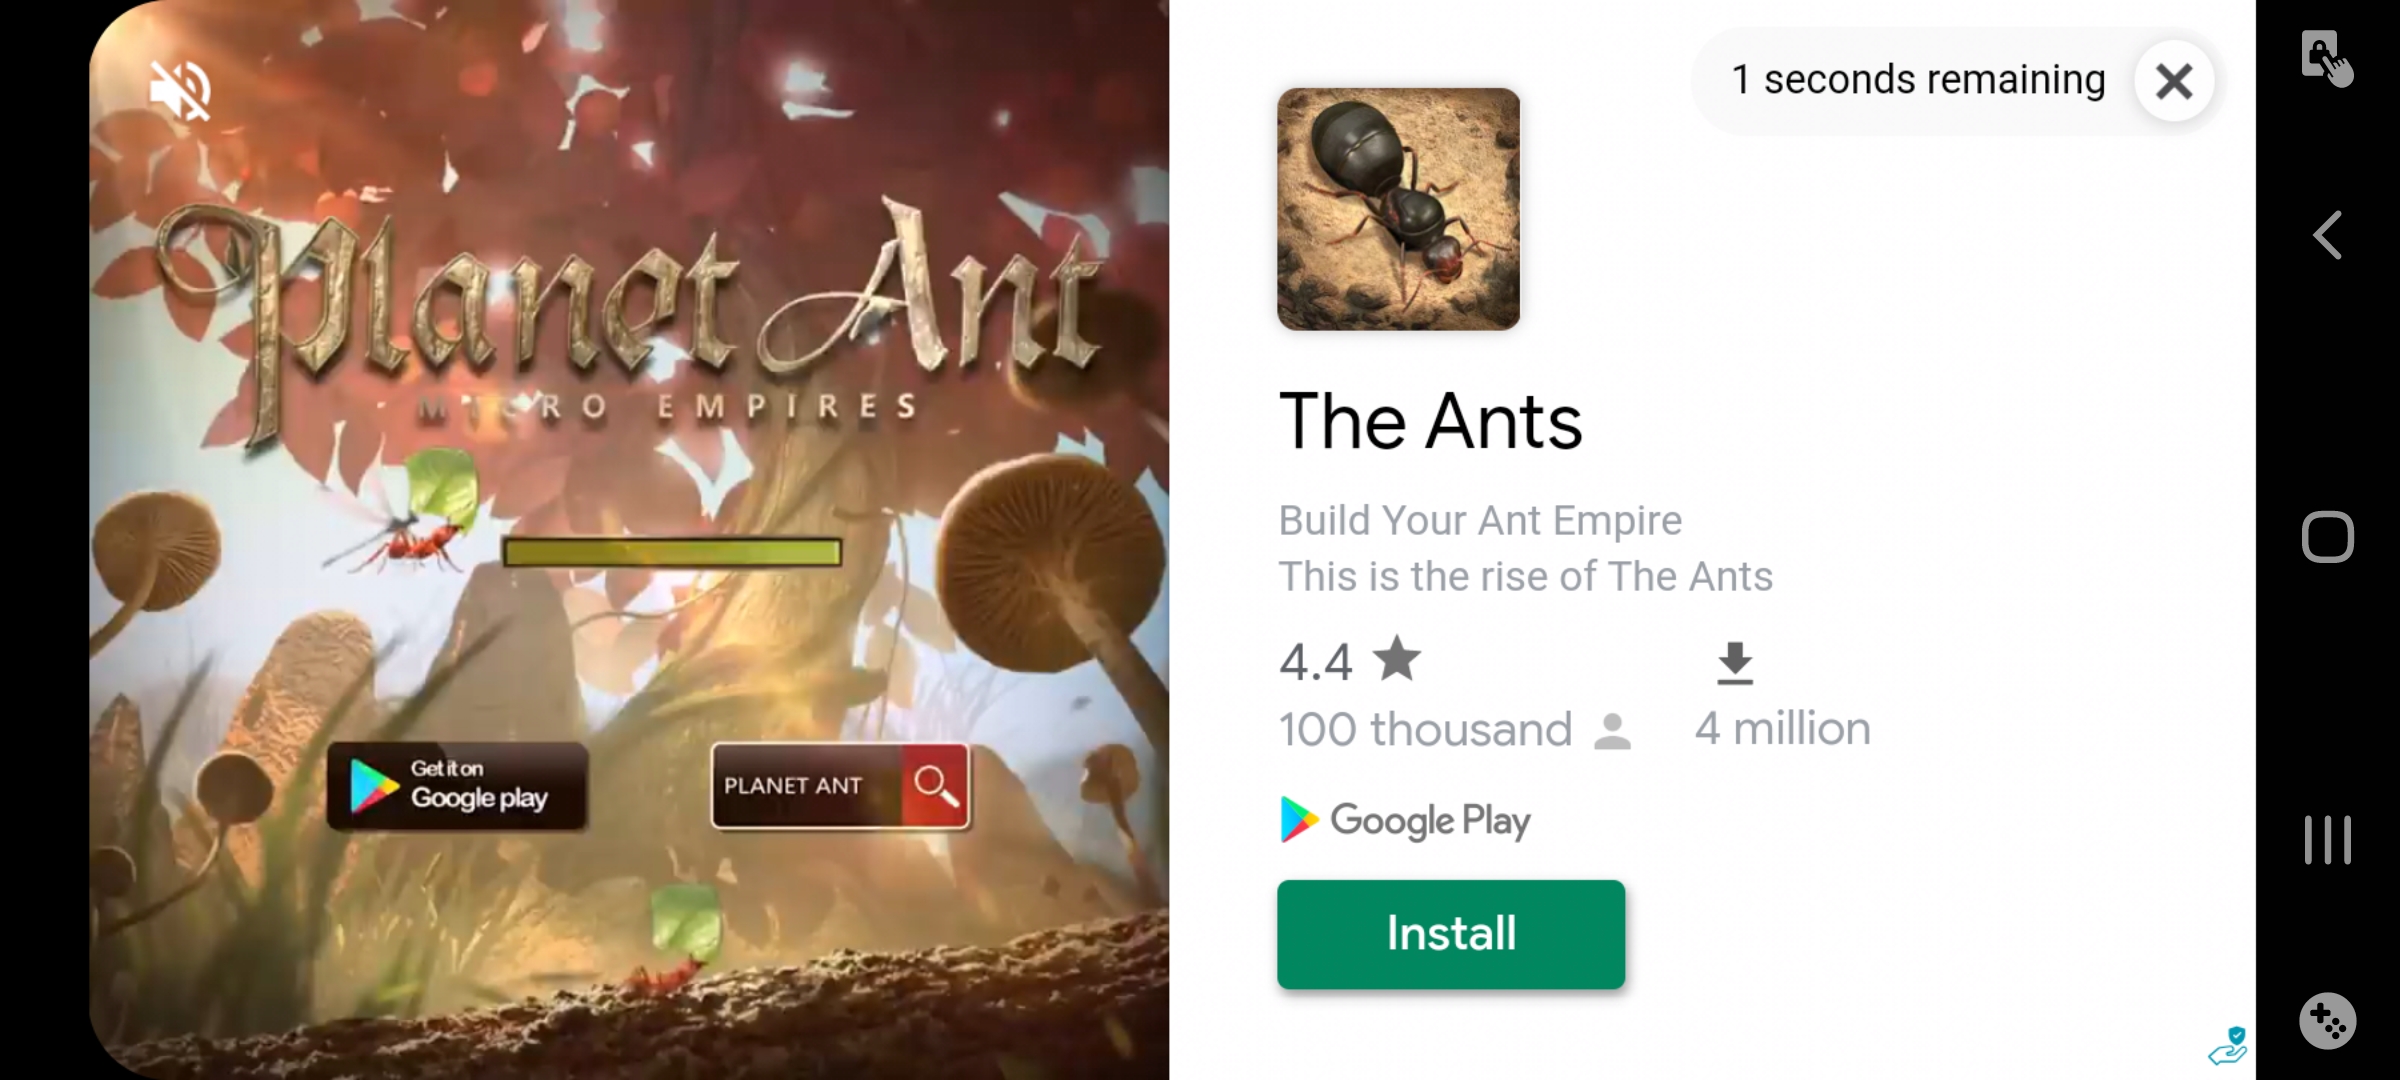 Planet Ant
MICRO EMPIRES
Get it on
Google play
PLANET ANT
1 seconds remaining
The Ants
Build Your Ant Empire
This is the rise of The Ants
4.4
100 thousand
4 million
Google Play
Install